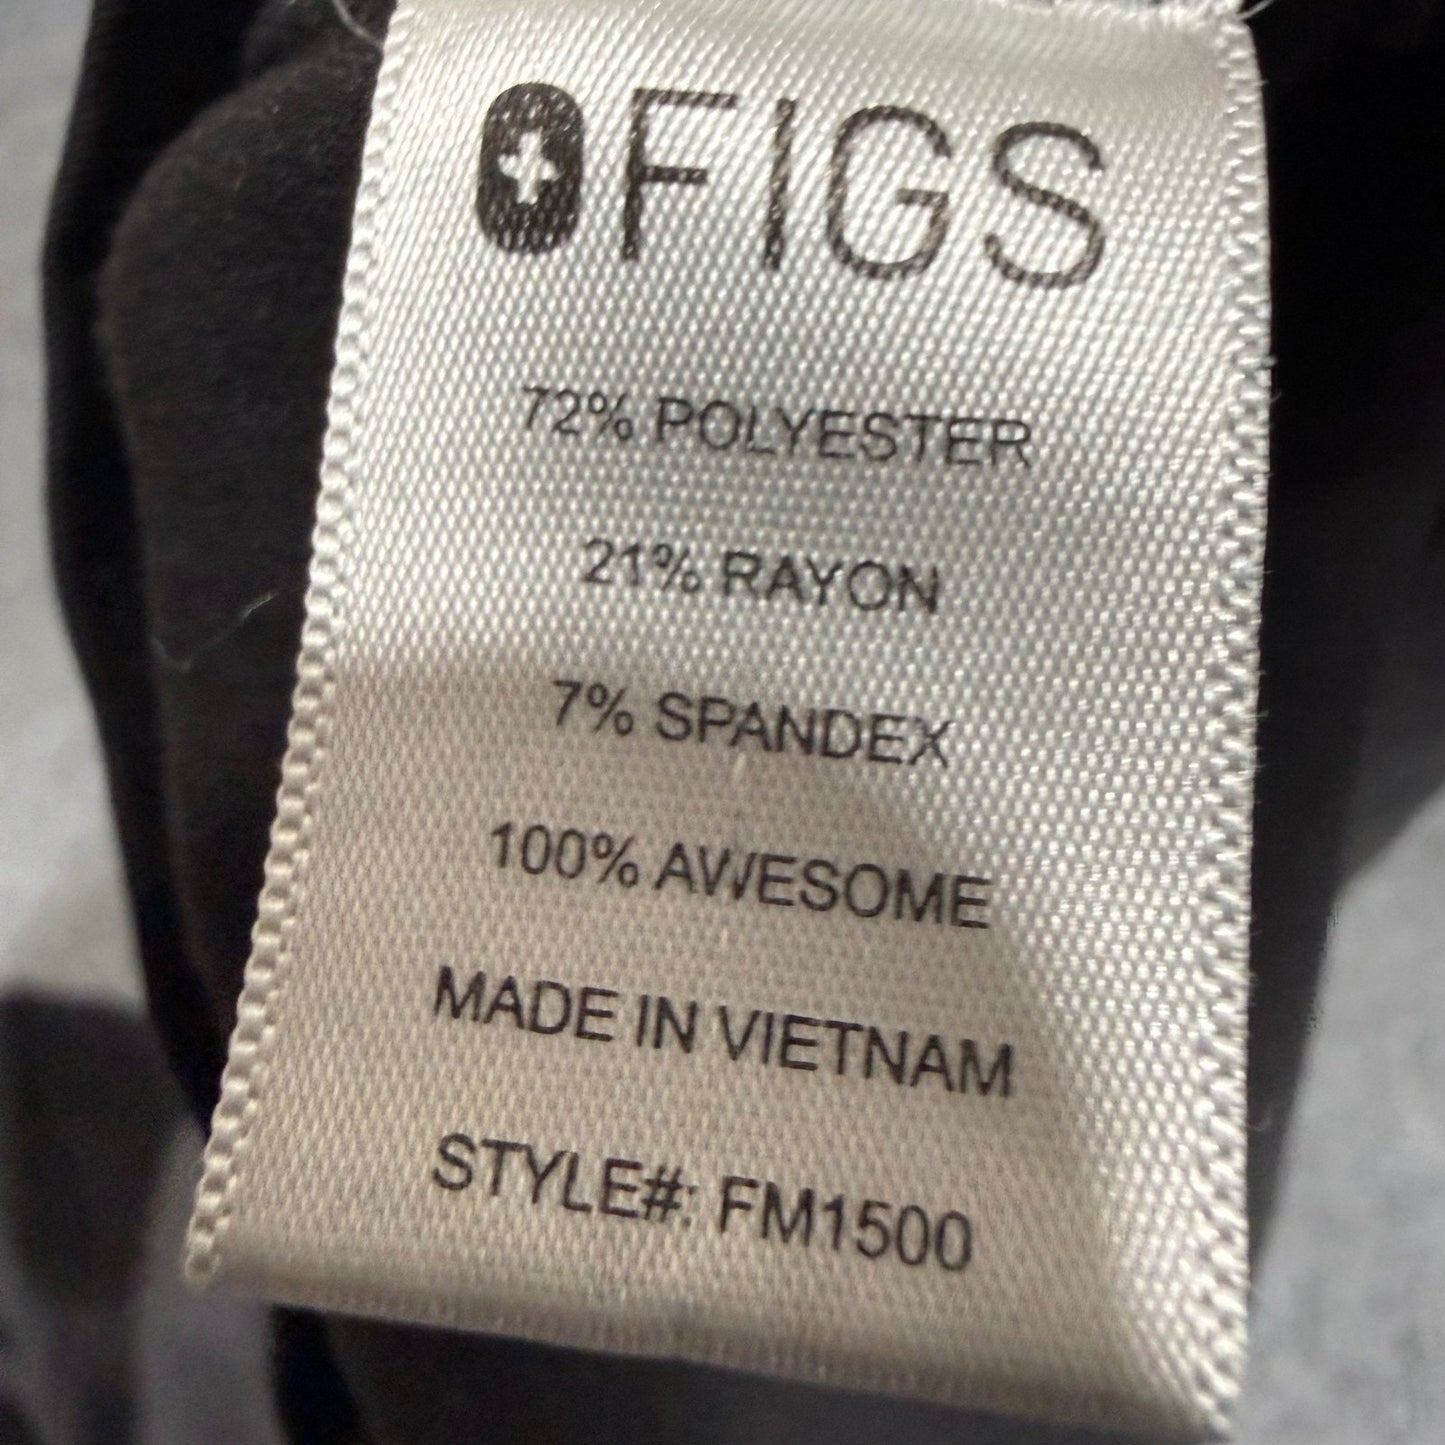 FIGS
72% POLYESTER
21% RAYON
7% SPANDEX
100% AWESOME
MADE IN VIETNAM
STYLE#: FM1500